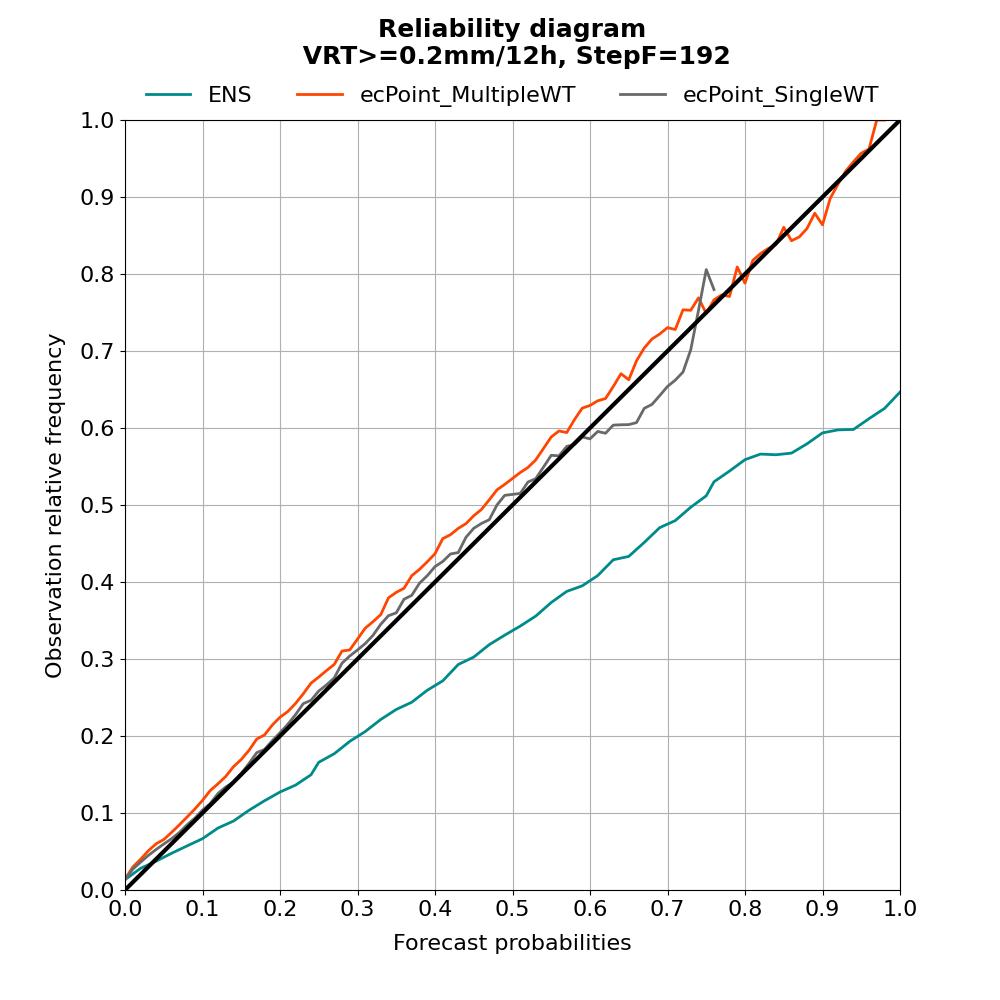 Reliability diagram
VRT>=0.2mm/12h, StepF=192
ENS ecPoint_MultipleWT ecPoint_SingleWT
1.0
0.9
0.8
0.7
0.6
0.5
0.4
0.3
0.2
0.1
0.0
Observation relative frequency
0.0 0.1 0.2 0.3 0.4 0.5 0.6 0.7 0.8 0.9 1.0
Forecast probabilities